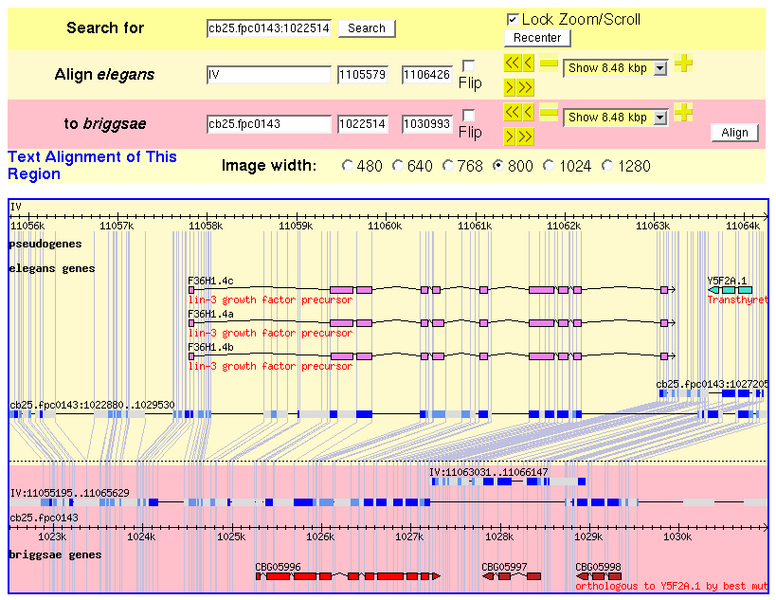 Search for cb25.fpc0143:1022514 Search Lock Zoom/Scroll
Recenter
Align elegans IV 1105579 1106426 Flip << < Show 8.48 kbp
> >>
to briggsae cb25.fpc0143 1022514 1030993 Flip << < Show 8.48 kbp
> >> Align
Text Alignment of This
Region
Image width: 480 640 768 800 1024 1280
IV
11056k 11057k 11058k 11059k 11060k 11061k 11062k 11063k 11064k
pseudogenes
elegans genes
F36H1.4c Y5F2A.1
lin-3 growth factor precursor Transthyret
F36H1.4a
lin-3 growth factor precursor
F36H1.4b
lin-3 growth factor precursor
cb25.fpc0143:1027205
cb25.fpc0143:1022880..1029530
IV:11063031..11066147
IV:11055195..11065629
cb25.fpc0143
1023k 1024k 1025k 1026k 1027k 1028k 1029k 1030k
briggsae genes
CBG05996 CBG05997 CBG05998
orthologous to Y5F2A.1 by best mut